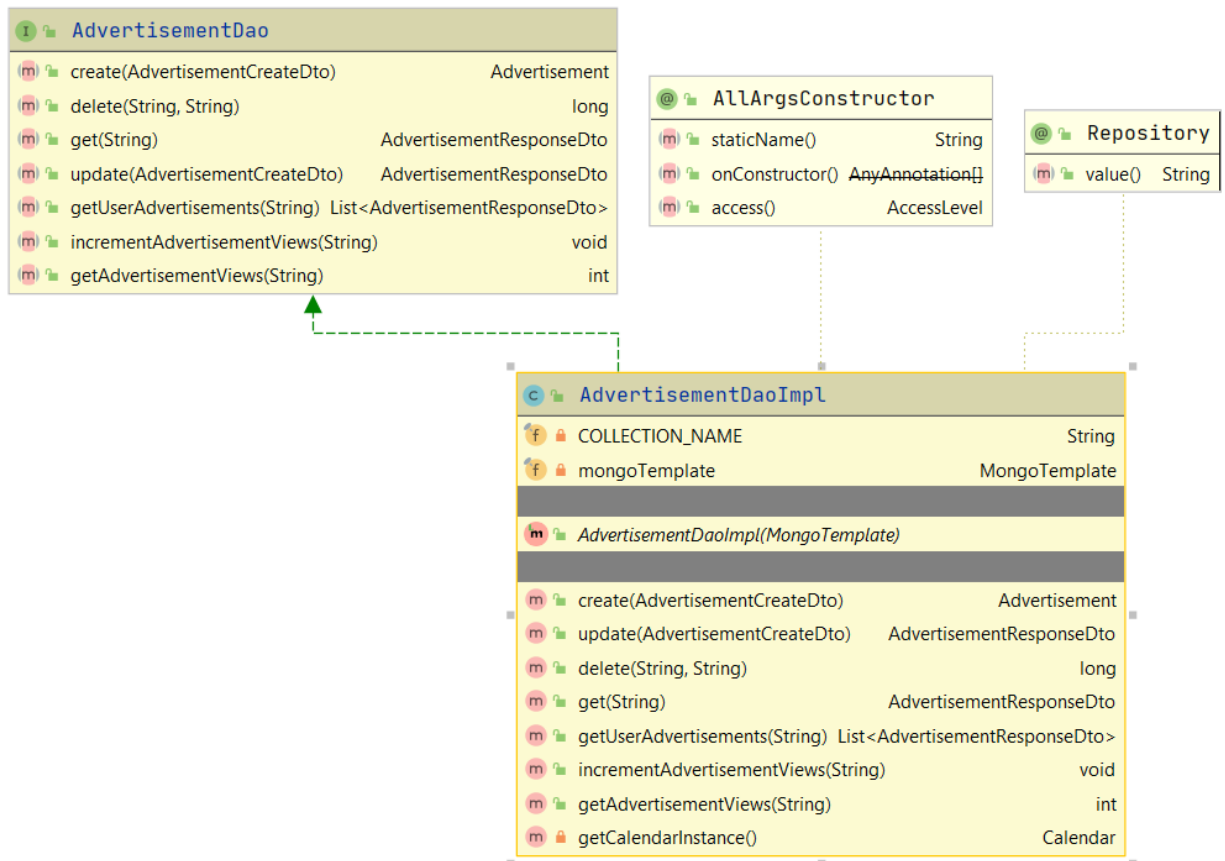 AdvertisementDao
create(AdvertisementCreateDto) Advertisement
delete(String, String) long
get(String) AdvertisementResponseDto
update(AdvertisementCreateDto) AdvertisementResponseDto
getUserAdvertisements(String) List<AdvertisementResponseDto>
incrementAdvertisementViews(String) void
getAdvertisementViews(String) int
AllArgsConstructor
staticName() String
onConstructor() AnyAnnotation[]
access() AccessLevel
Repository
value() String
AdvertisementDaoImpl
COLLECTION_NAME String
mongoTemplate MongoTemplate
AdvertisementDaoImpl(MongoTemplate)
create(AdvertisementCreateDto) Advertisement
update(AdvertisementCreateDto) AdvertisementResponseDto
delete(String, String) long
get(String) AdvertisementResponseDto
getUserAdvertisements(String) List<AdvertisementResponseDto>
incrementAdvertisementViews(String) void
getAdvertisementViews(String) int
getCalendarInstance() Calendar